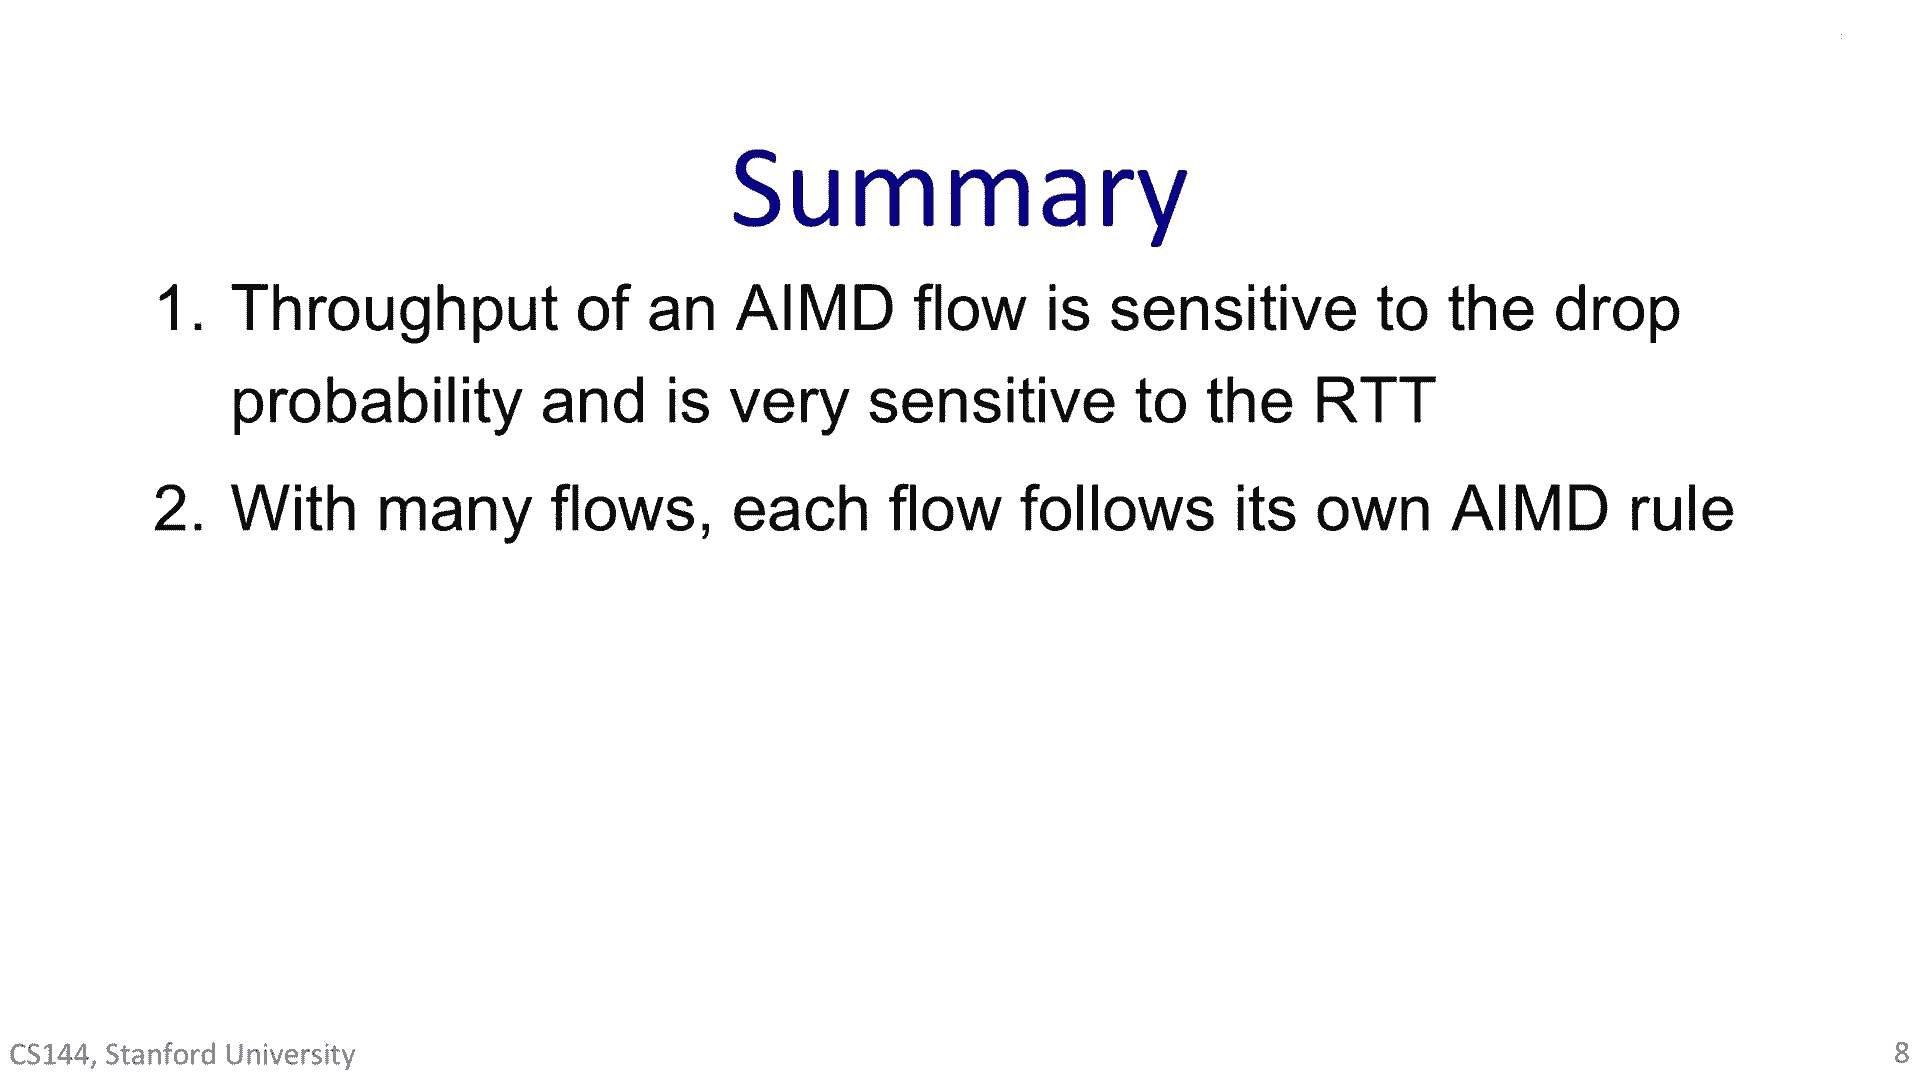 Summary
1. Throughput of an AIMD flow is sensitive to the drop
probability and is very sensitive to the RTT
2. With many flows, each flow follows its own AIMD rule
CS144, Stanford University
8